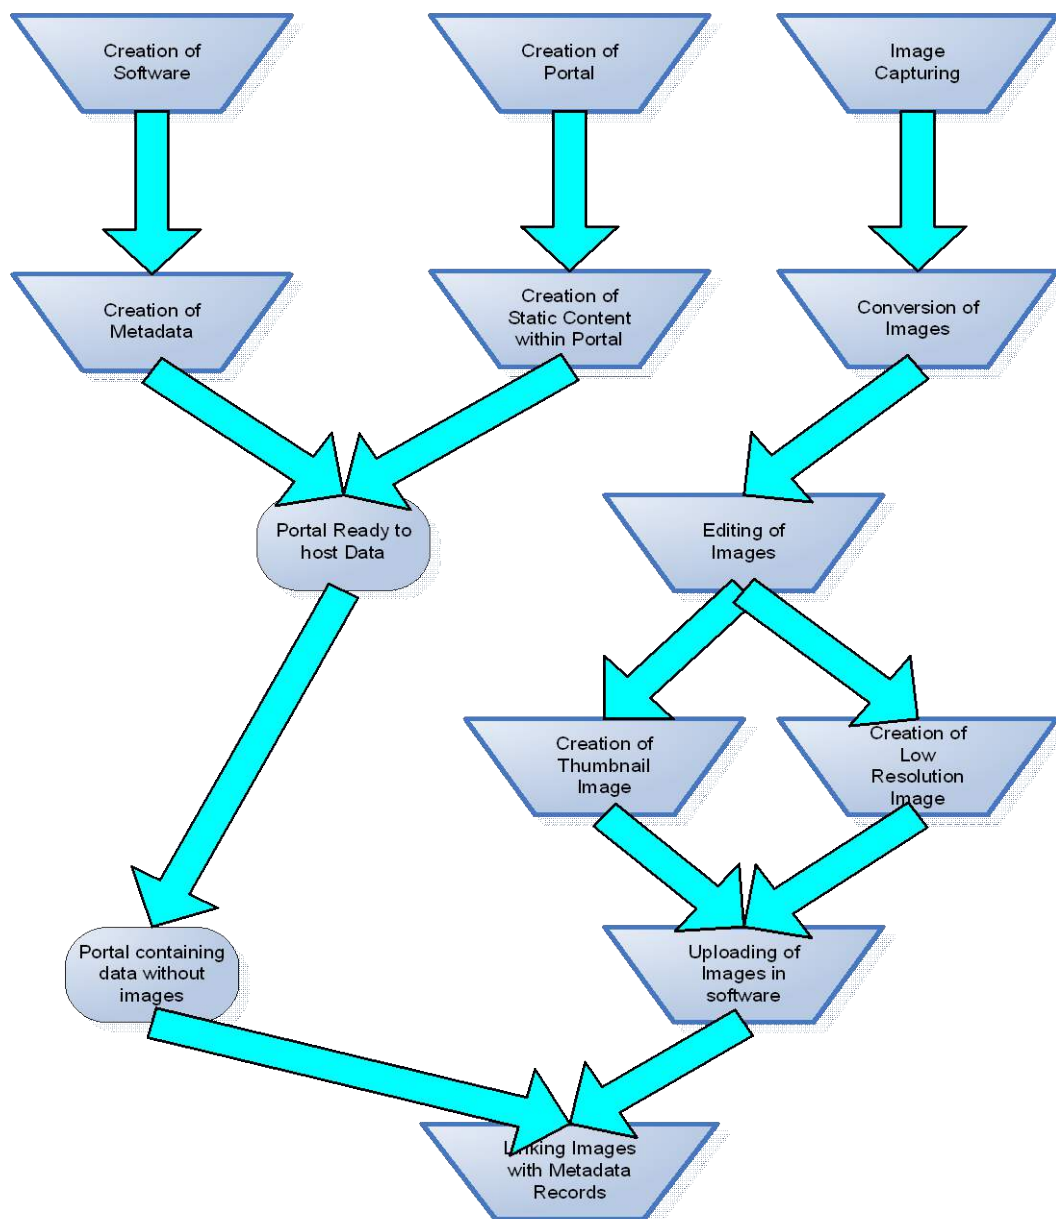 Creation of
Software
Creation of
Portal
Image
Capturing
Creation of
Metadata
Creation of
Static Content
within Portal
Conversion of
Images
Portal Ready to
host Data
Editing of
Images
Creation of
Thumbnail
Image
Creation of
Low
Resolution
Image
Portal containing
data without
images
Uploading of
Images in
software
Linking Images
with Metadata
Records